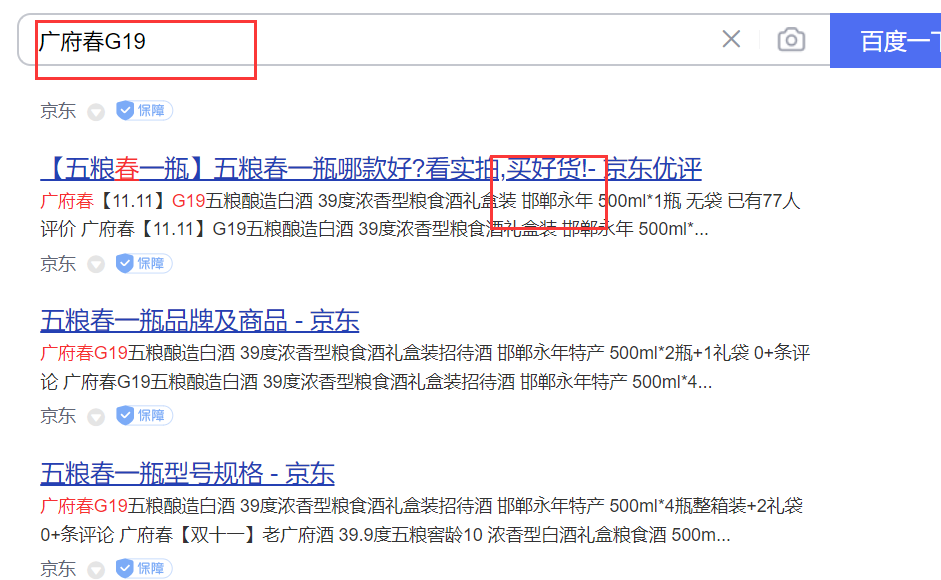 广府春G19
百度一下
京东 保障
【五粮春一瓶】五粮春一瓶哪款好?看实拍,买好货!- 京东优评
广府春【11.11】G19五粮酿造白酒 39度浓香型粮食酒礼盒装 邯郸永年 500ml*1瓶 无袋 已有77人
评价 广府春【11.11】G19五粮酿造白酒 39度浓香型粮食酒礼盒装 邯郸永年 500ml*...
京东 保障
五粮春一瓶品牌及商品 - 京东
广府春G19五粮酿造白酒 39度浓香型粮食酒礼盒装招待酒 邯郸永年特产 500ml*2瓶+1礼袋 0+条评
论 广府春G19五粮酿造白酒 39度浓香型粮食酒礼盒装招待酒 邯郸永年特产 500ml*4...
京东 保障
五粮春一瓶型号规格 - 京东
广府春G19五粮酿造白酒 39度浓香型粮食酒礼盒装招待酒 邯郸永年特产 500ml*4瓶整箱装+2礼袋
0+条评论 广府春【双十一】老广府酒 39.9度五粮窖龄10 浓香型白酒礼盒粮食酒 500m...
京东 保障